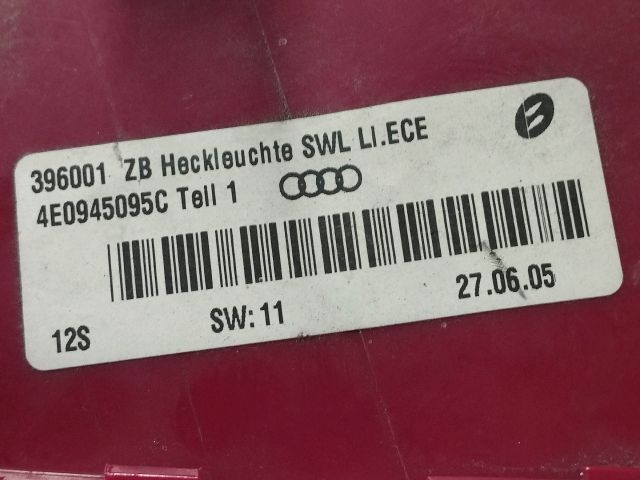 396001 ZB Heckleuchte SWL LI.ECE
4E0945095C Teil 1
12S SW: 11 27.06.05